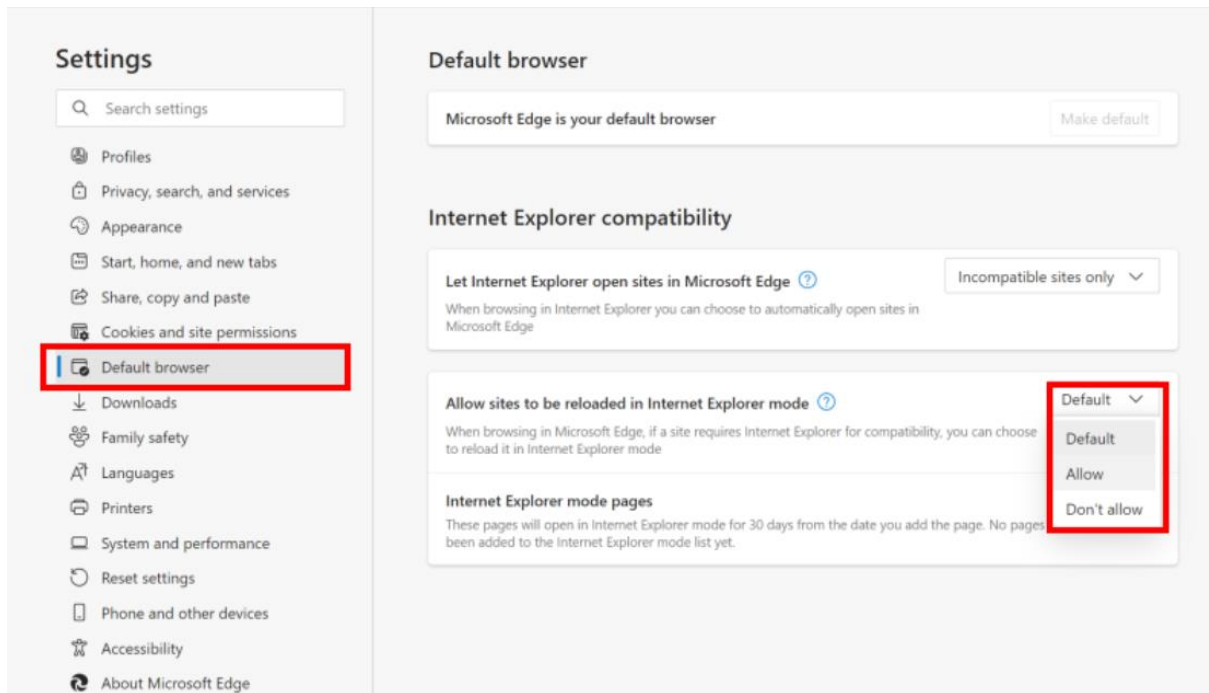 Settings
Search settings
Profiles
Privacy, search, and services
Appearance
Start, home, and new tabs
Share, copy and paste
Cookies and site permissions
Default browser
Downloads
Family safety
Languages
Printers
System and performance
Reset settings
Phone and other devices
Accessibility
About Microsoft Edge
Default browser
Microsoft Edge is your default browser
Make default
Internet Explorer compatibility
Let Internet Explorer open sites in Microsoft Edge
Incompatible sites only
When browsing in Internet Explorer you can choose to automatically open sites in
Microsoft Edge
Allow sites to be reloaded in Internet Explorer mode
Default
When browsing in Microsoft Edge, if a site requires Internet Explorer for compatibility, you can choose
to reload it in Internet Explorer mode
Default
Allow
Don't allow
Internet Explorer mode pages
These pages will open in Internet Explorer mode for 30 days from the date you add the page. No pages
been added to the Internet Explorer mode list yet.